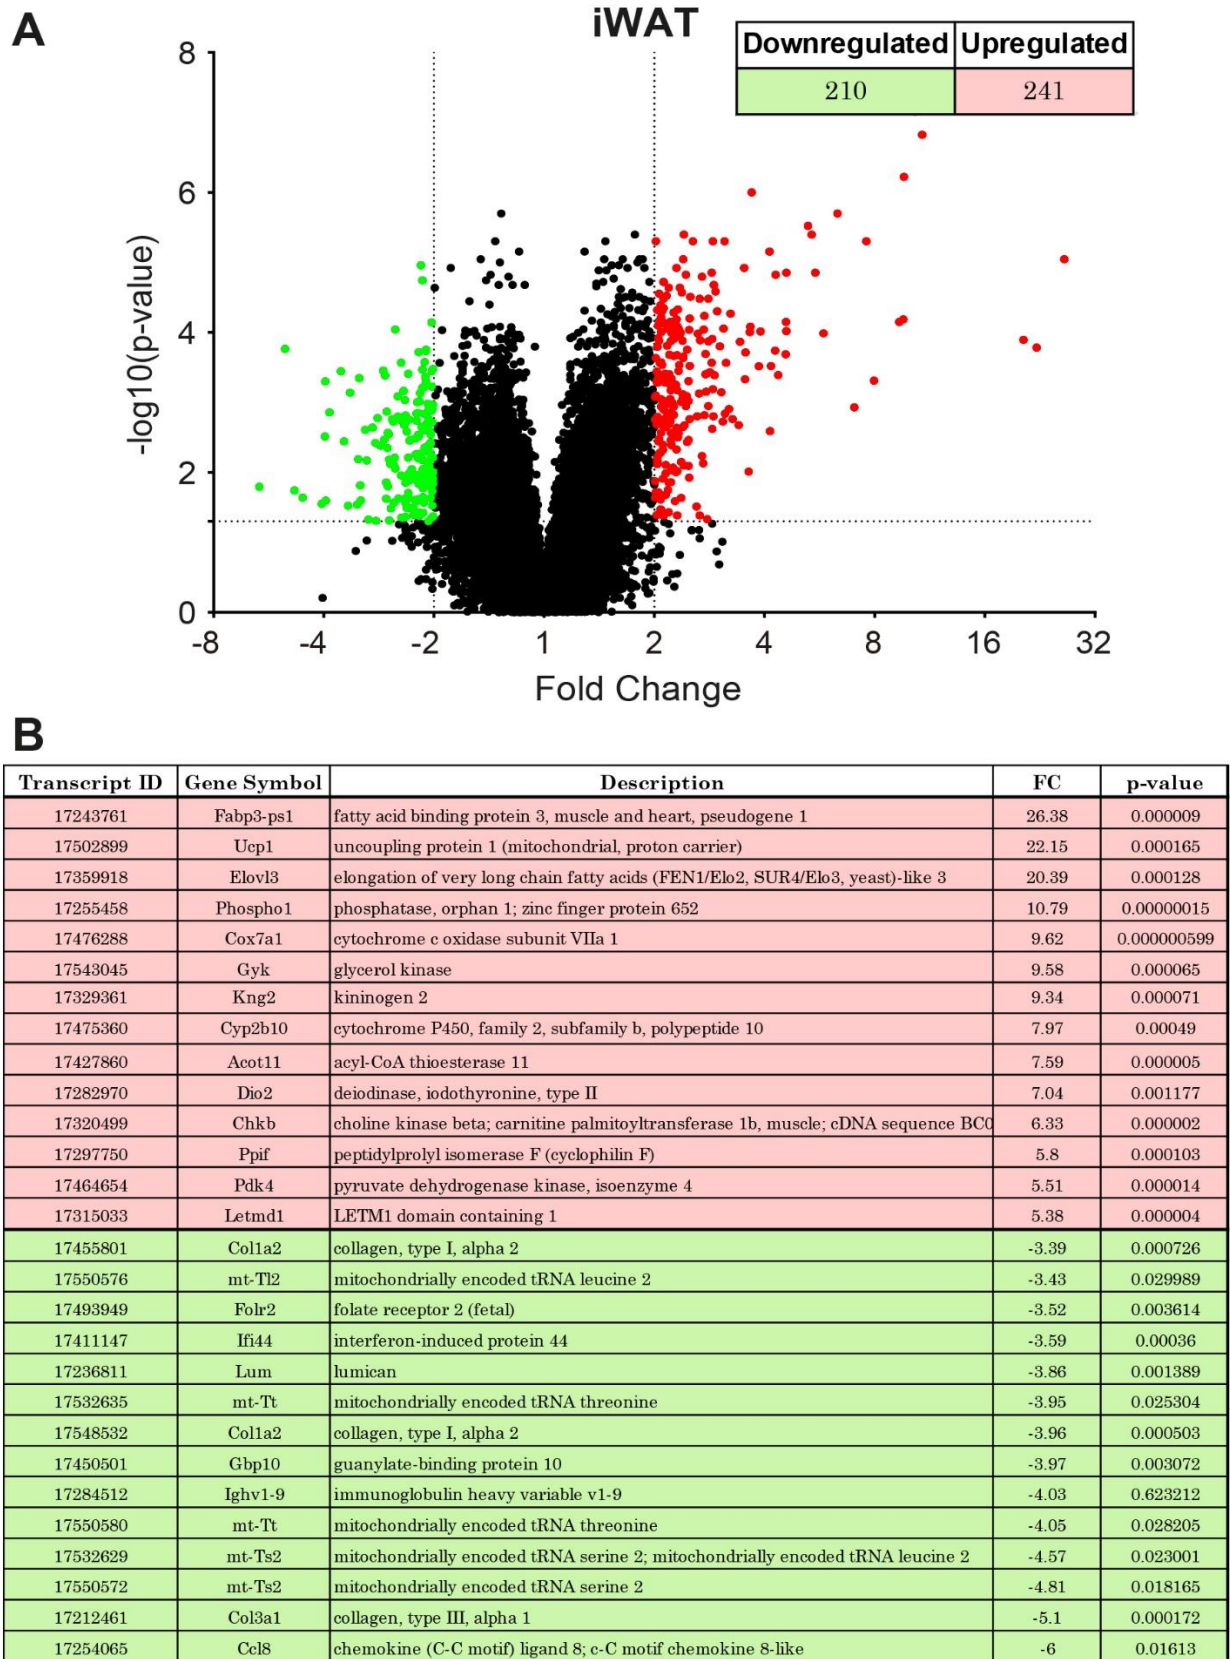 A
iWAT
Downregulated Upregulated
210 241
8
6
4
2
0
-log10(p-value)
-8 -4 -2 1 2 4 8 16 32
Fold Change
B
Transcript ID Gene Symbol Description FC p-value
17243761 Fabp3-ps1 fatty acid binding protein 3, muscle and heart, pseudogene 1 26.38 0.000009
17502899 Ucp1 uncoupling protein 1 (mitochondrial, proton carrier) 22.15 0.000165
17359918 Elovl3 elongation of very long chain fatty acids (FEN1/Elo2, SUR4/Elo3, yeast)-like 3 20.39 0.000128
17255458 Phospho1 phosphatase, orphan 1; zinc finger protein 652 10.79 0.00000015
17476288 Cox7a1 cytochrome c oxidase subunit VIIa 1 9.62 0.000000599
17543045 Gyk glycerol kinase 9.58 0.000065
17329361 Kng2 kininogen 2 9.34 0.000071
17475360 Cyp2b10 cytochrome P450, family 2, subfamily b, polypeptide 10 7.97 0.00049
17427860 Acot11 acyl-CoA thioesterase 11 7.59 0.000005
17282970 Dio2 deiodinase, iodothyronine, type II 7.04 0.001177
17320499 Chkb choline kinase beta; carnitine palmitoyltransferase 1b, muscle; cDNA sequence BC0 6.33 0.000002
17297750 Ppif peptidylprolyl isomerase F (cyclophilin F) 5.8 0.000103
17464654 Pdk4 pyruvate dehydrogenase kinase, isoenzyme 4 5.51 0.000014
17315033 Letmd1 LETM1 domain containing 1 5.38 0.000004
17455801 Col1a2 collagen, type I, alpha 2 -3.39 0.000726
17550576 mt-Tl2 mitochondrially encoded tRNA leucine 2 -3.43 0.029989
17493949 Folr2 folate receptor 2 (fetal) -3.52 0.003614
17411147 Ifi44 interferon-induced protein 44 -3.59 0.00036
17236811 Lum lumican -3.86 0.001389
17532635 mt-Tt mitochondrially encoded tRNA threonine -3.95 0.025304
17548532 Col1a2 collagen, type I, alpha 2 -3.96 0.000503
17450501 Gbp10 guanylate-binding protein 10 -3.97 0.003072
17284512 Ighv1-9 immunoglobulin heavy variable v1-9 -4.03 0.623212
17550580 mt-Tt mitochondrially encoded tRNA threonine -4.05 0.028205
17532629 mt-Ts2 mitochondrially encoded tRNA serine 2; mitochondrially encoded tRNA leucine 2 -4.57 0.023001
17550572 mt-Ts2 mitochondrially encoded tRNA serine 2 -4.81 0.018165
17212461 Col3a1 collagen, type III, alpha 1 -5.1 0.000172
17254065 Ccl8 chemokine (C-C motif) ligand 8; c-C motif chemokine 8-like -6 0.01613